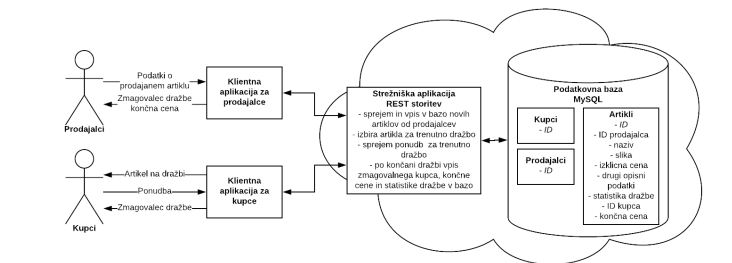 Prodajalci
Podatki o
prodajanem artiklu
Zmagovalec dražbe
končna cena
Klientna
aplikacija za
prodajalce
Kupci
Artikel na dražbi
Ponudba
Zmagovalec dražbe
Klientna
aplikacija za
kupce
Strežniška aplikacija
REST storitev
- sprejem in vpis v bazo novih
artiklov od prodajalcev
- izbira artikla za trenutno dražbo
- sprejem ponudb za trenutno
dražbo
- po končani dražbi vpis
zmagovalnega kupca, končne
cene in statistike dražbe v bazo
Podatkovna baza
MySQL
Kupci
- ID
Prodajalci
- ID
Artikli
- ID
- ID prodajalca
- naziv
- slika
- izklicna cena
- drugi opisni
podatki
- statistika dražbe
- ID kupca
- končna cena